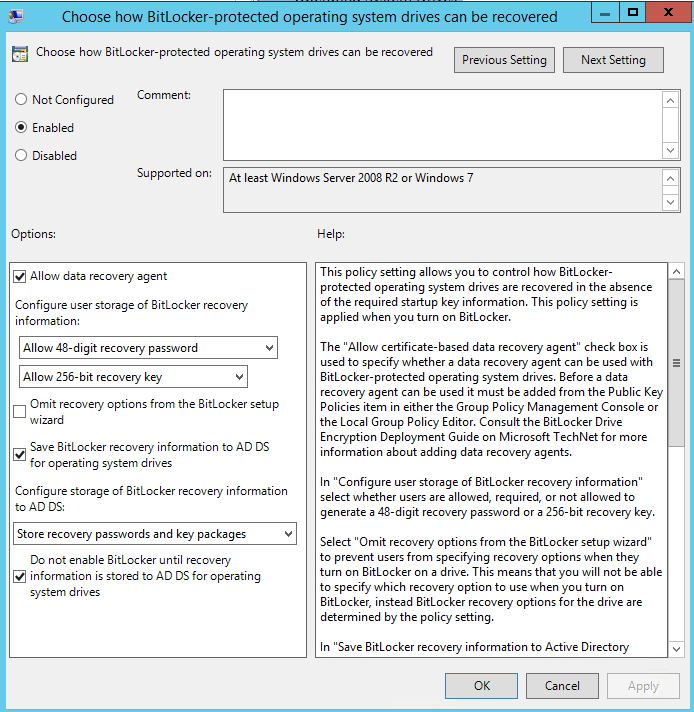 Choose how BitLocker-protected operating system drives can be recovered
Choose how BitLocker-protected operating system drives can be recovered
Previous Setting
Next Setting
Not Configured
Enabled
Disabled
Comment:
Supported on:
At least Windows Server 2008 R2 or Windows 7
Options:
Help:
Allow data recovery agent
Configure user storage of BitLocker recovery
information:
Allow 48-digit recovery password
Allow 256-bit recovery key
Omit recovery options from the BitLocker setup
wizard
Save BitLocker recovery information to AD DS
for operating system drives
Configure storage of BitLocker recovery information
to AD DS:
Store recovery passwords and key packages
Do not enable BitLocker until recovery
information is stored to AD DS for operating
system drives
This policy setting allows you to control how BitLocker-
protected operating system drives are recovered in the absence
of the required startup key information. This policy setting is
applied when you turn on BitLocker.
The "Allow certificate-based data recovery agent" check box is
used to specify whether a data recovery agent can be used with
BitLocker-protected operating system drives. Before a data
recovery agent can be used it must be added from the Public Key
Policies item in either the Group Policy Management Console or
the Local Group Policy Editor. Consult the BitLocker Drive
Encryption Deployment Guide on Microsoft TechNet for more
information about adding data recovery agents.
In "Configure user storage of BitLocker recovery information"
select whether users are allowed, required, or not allowed to
generate a 48-digit recovery password or a 256-bit recovery key.
Select "Omit recovery options from the BitLocker setup wizard"
to prevent users from specifying recovery options when they
turn on BitLocker on a drive. This means that you will not be able
to specify which recovery option to use when you turn on
BitLocker, instead BitLocker recovery options for the drive are
determined by the policy setting.
In "Save BitLocker recovery information to Active Directory
OK
Cancel
Apply